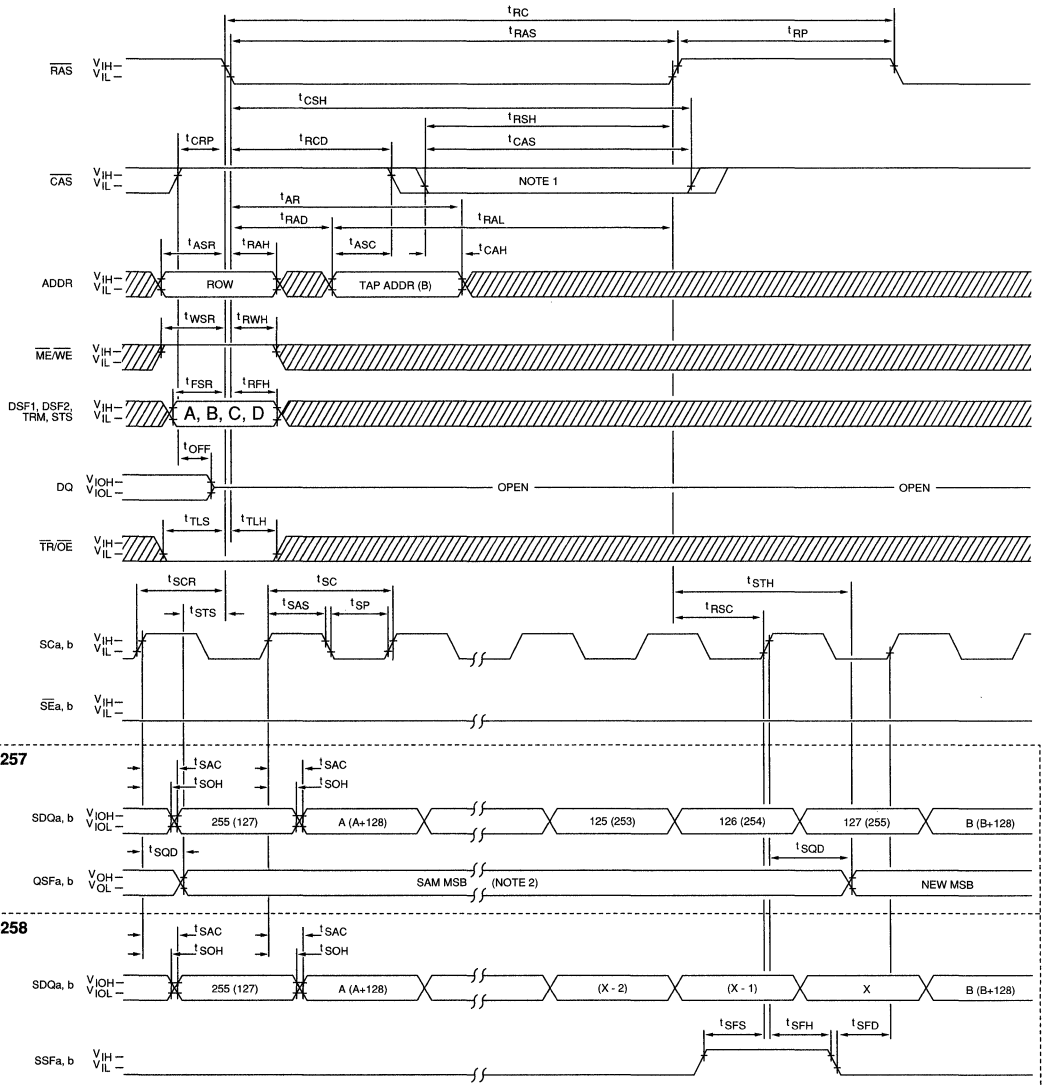 tRC
tRAS
tRP
RAS VIH
VIL
tCSH
tRSH
tCRP
tRCD
tCAS
CAS VIH
VIL
NOTE 1
tAR
tRAD
tRAL
tASR
tRAH
tASC
tCAH
ADDR VIH
VIL
ROW
TAP ADDR (B)
tWSR
tRWH
ME/WE VIH
VIL
tFSR
tRFH
DSF1, DSF2,
TRM, STS
VIH
VIL
A, B, C, D
tOFF
DQ VIOH
VIOL
OPEN
OPEN
tTLS
tTLH
TR/OE VIH
VIL
tSCR
tSC
tSTH
tSTS
tSAS
tSP
tRSC
SCa, b VIH
VIL
SEa, b VIH
VIL
257
tSAC
tSAC
tSOH
tSOH
SDQa, b VIOH
VIOL
255 (127)
A (A+128)
125 (253)
126 (254)
127 (255)
B (B+128)
tSQD
tSQD
QSFa, b VOH
VOL
SAM MSB (NOTE 2)
NEW MSB
258
tSAC
tSAC
tSOH
tSOH
SDQa, b VIOH
VIOL
255 (127)
A (A+128)
(X - 2)
(X - 1)
X
B (B+128)
tSFS
tSFH
tSFD
SSFa, b VIH
VIL